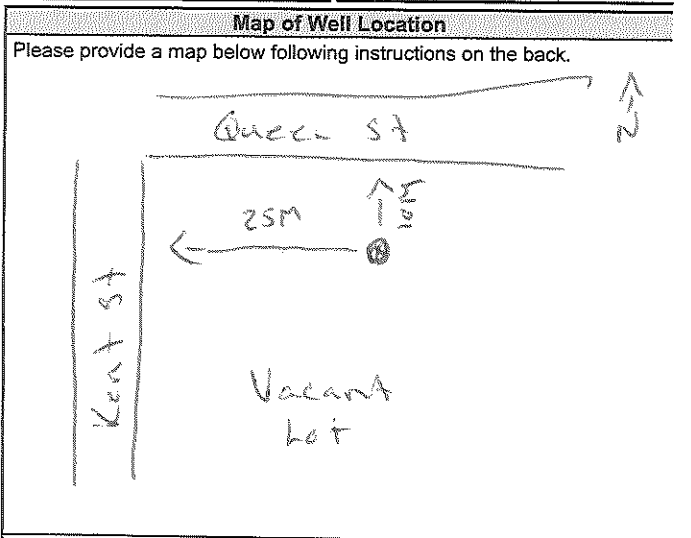 Map of Well Location
Please provide a map below following instructions on the back.
Queen St
N
25M
Kent St
Vacant
Lot